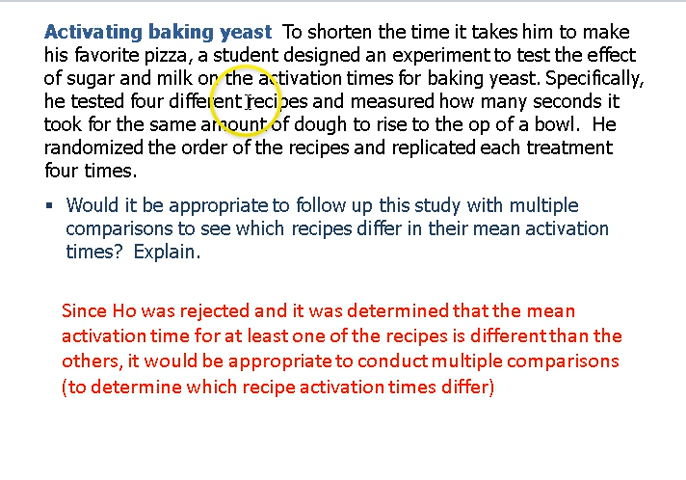 Activating baking yeast To shorten the time it takes him to make
his favorite pizza, a student designed an experiment to test the effect
of sugar and milk on the activation times for baking yeast. Specifically,
he tested four different recipes and measured how many seconds it
took for the same amount of dough to rise to the op of a bowl. He
randomized the order of the recipes and replicated each treatment
four times.
▪ Would it be appropriate to follow up this study with multiple
comparisons to see which recipes differ in their mean activation
times? Explain.
Since Ho was rejected and it was determined that the mean
activation time for at least one of the recipes is different than the
others, it would be appropriate to conduct multiple comparisons
(to determine which recipe activation times differ)